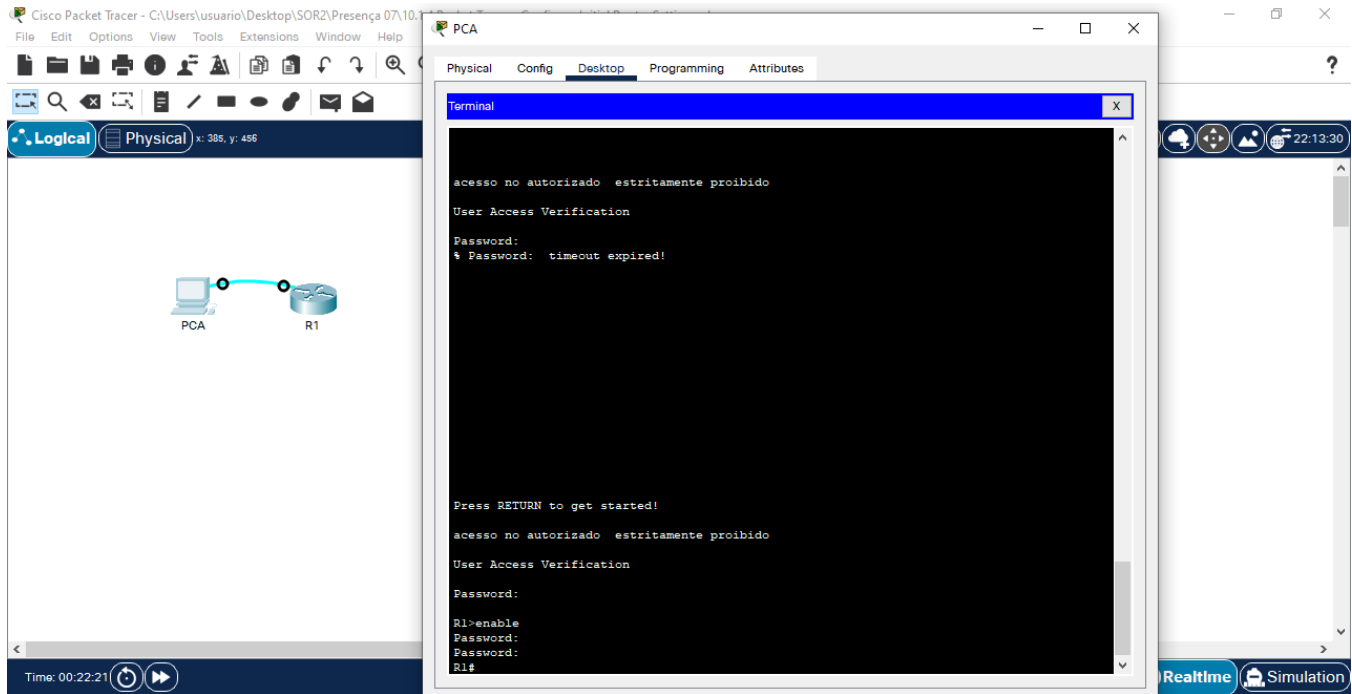 Cisco Packet Tracer - C:\Users\usuario\Desktop\SOR2\Presença 07\10.
File Edit Options View Tools Extensions Window Help
?
Logical Physical x: 385, y: 456
22:13:30
PCA
R1
PCA
Physical Config Desktop Programming Attributes
Terminal
X
acesso no autorizado  estritamente proibido
User Access Verification
Password:
% Password:  timeout expired!
Press RETURN to get started!
acesso no autorizado  estritamente proibido
User Access Verification
Password:
R1>enable
Password:
Password:
R1#
Time: 00:22:21
Realtime Simulation